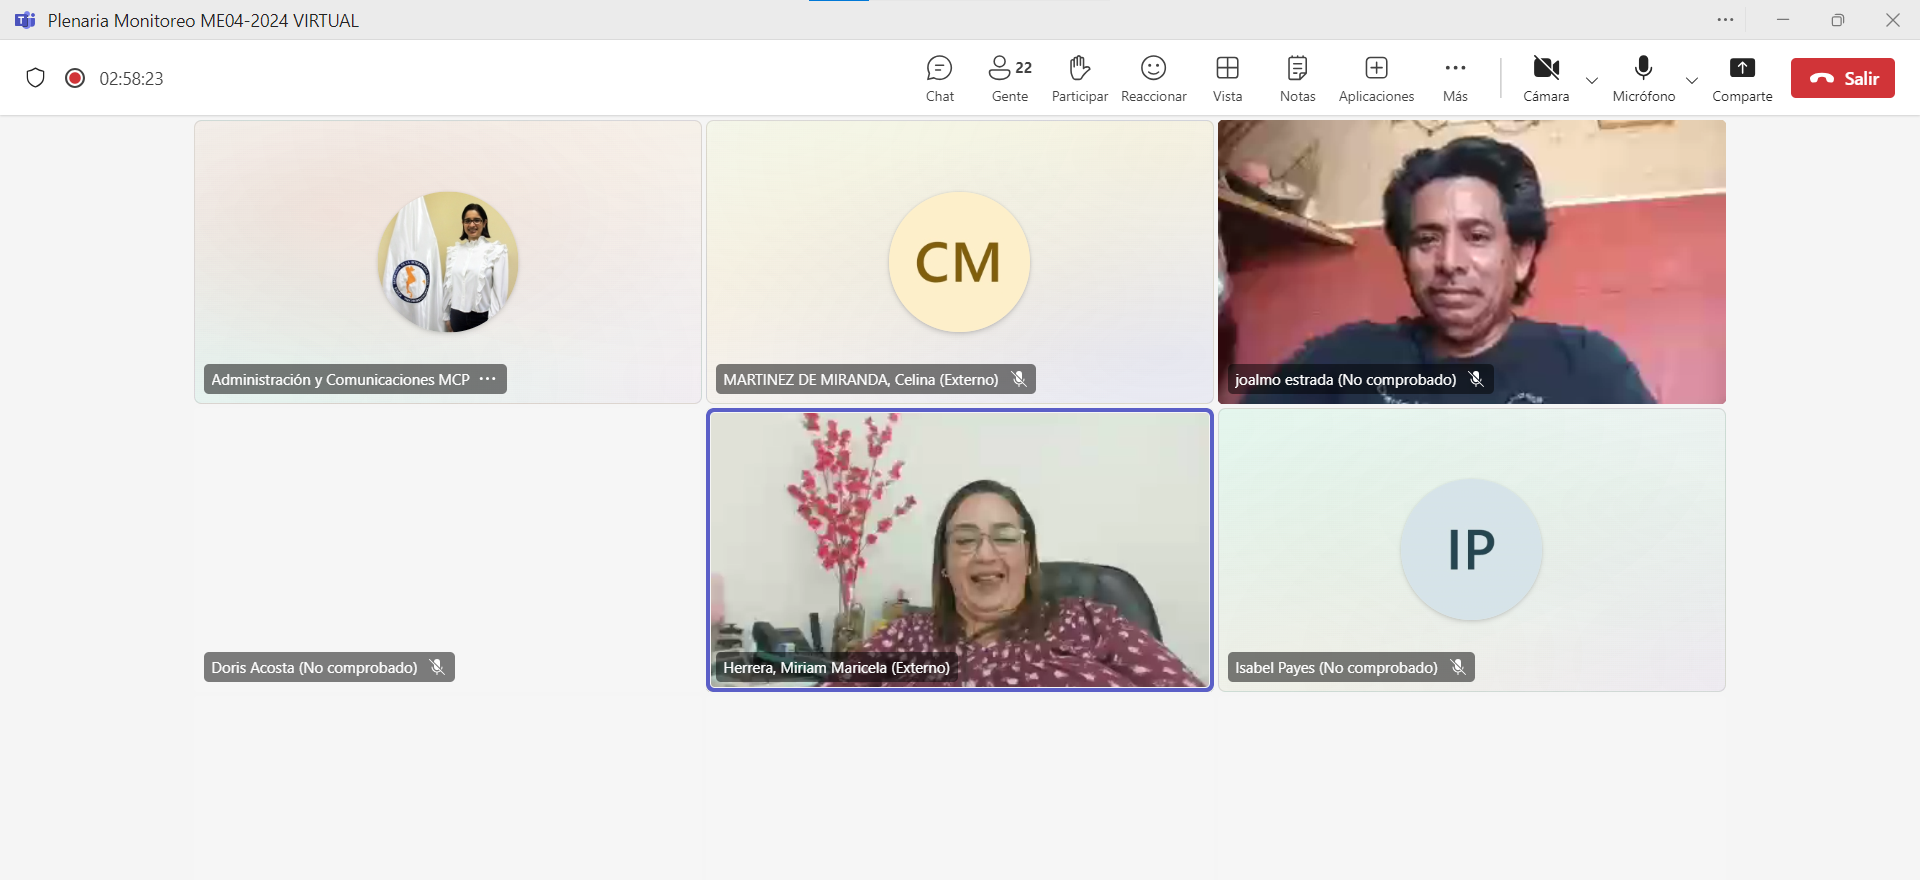 Plenaria Monitoreo ME04-2024 VIRTUAL
02:58:23
Chat
22
Gente
Participar
Reaccionar
Vista
Notas
Aplicaciones
Más
Cámara
Micrófono
Comparte
Salir
Administración y Comunicaciones MCP
CM
MARTINEZ DE MIRANDA, Celina (Externo)
joalmo estrada (No comprobado)
Doris Acosta (No comprobado)
Herrera, Miriam Maricela (Externo)
IP
Isabel Payes (No comprobado)